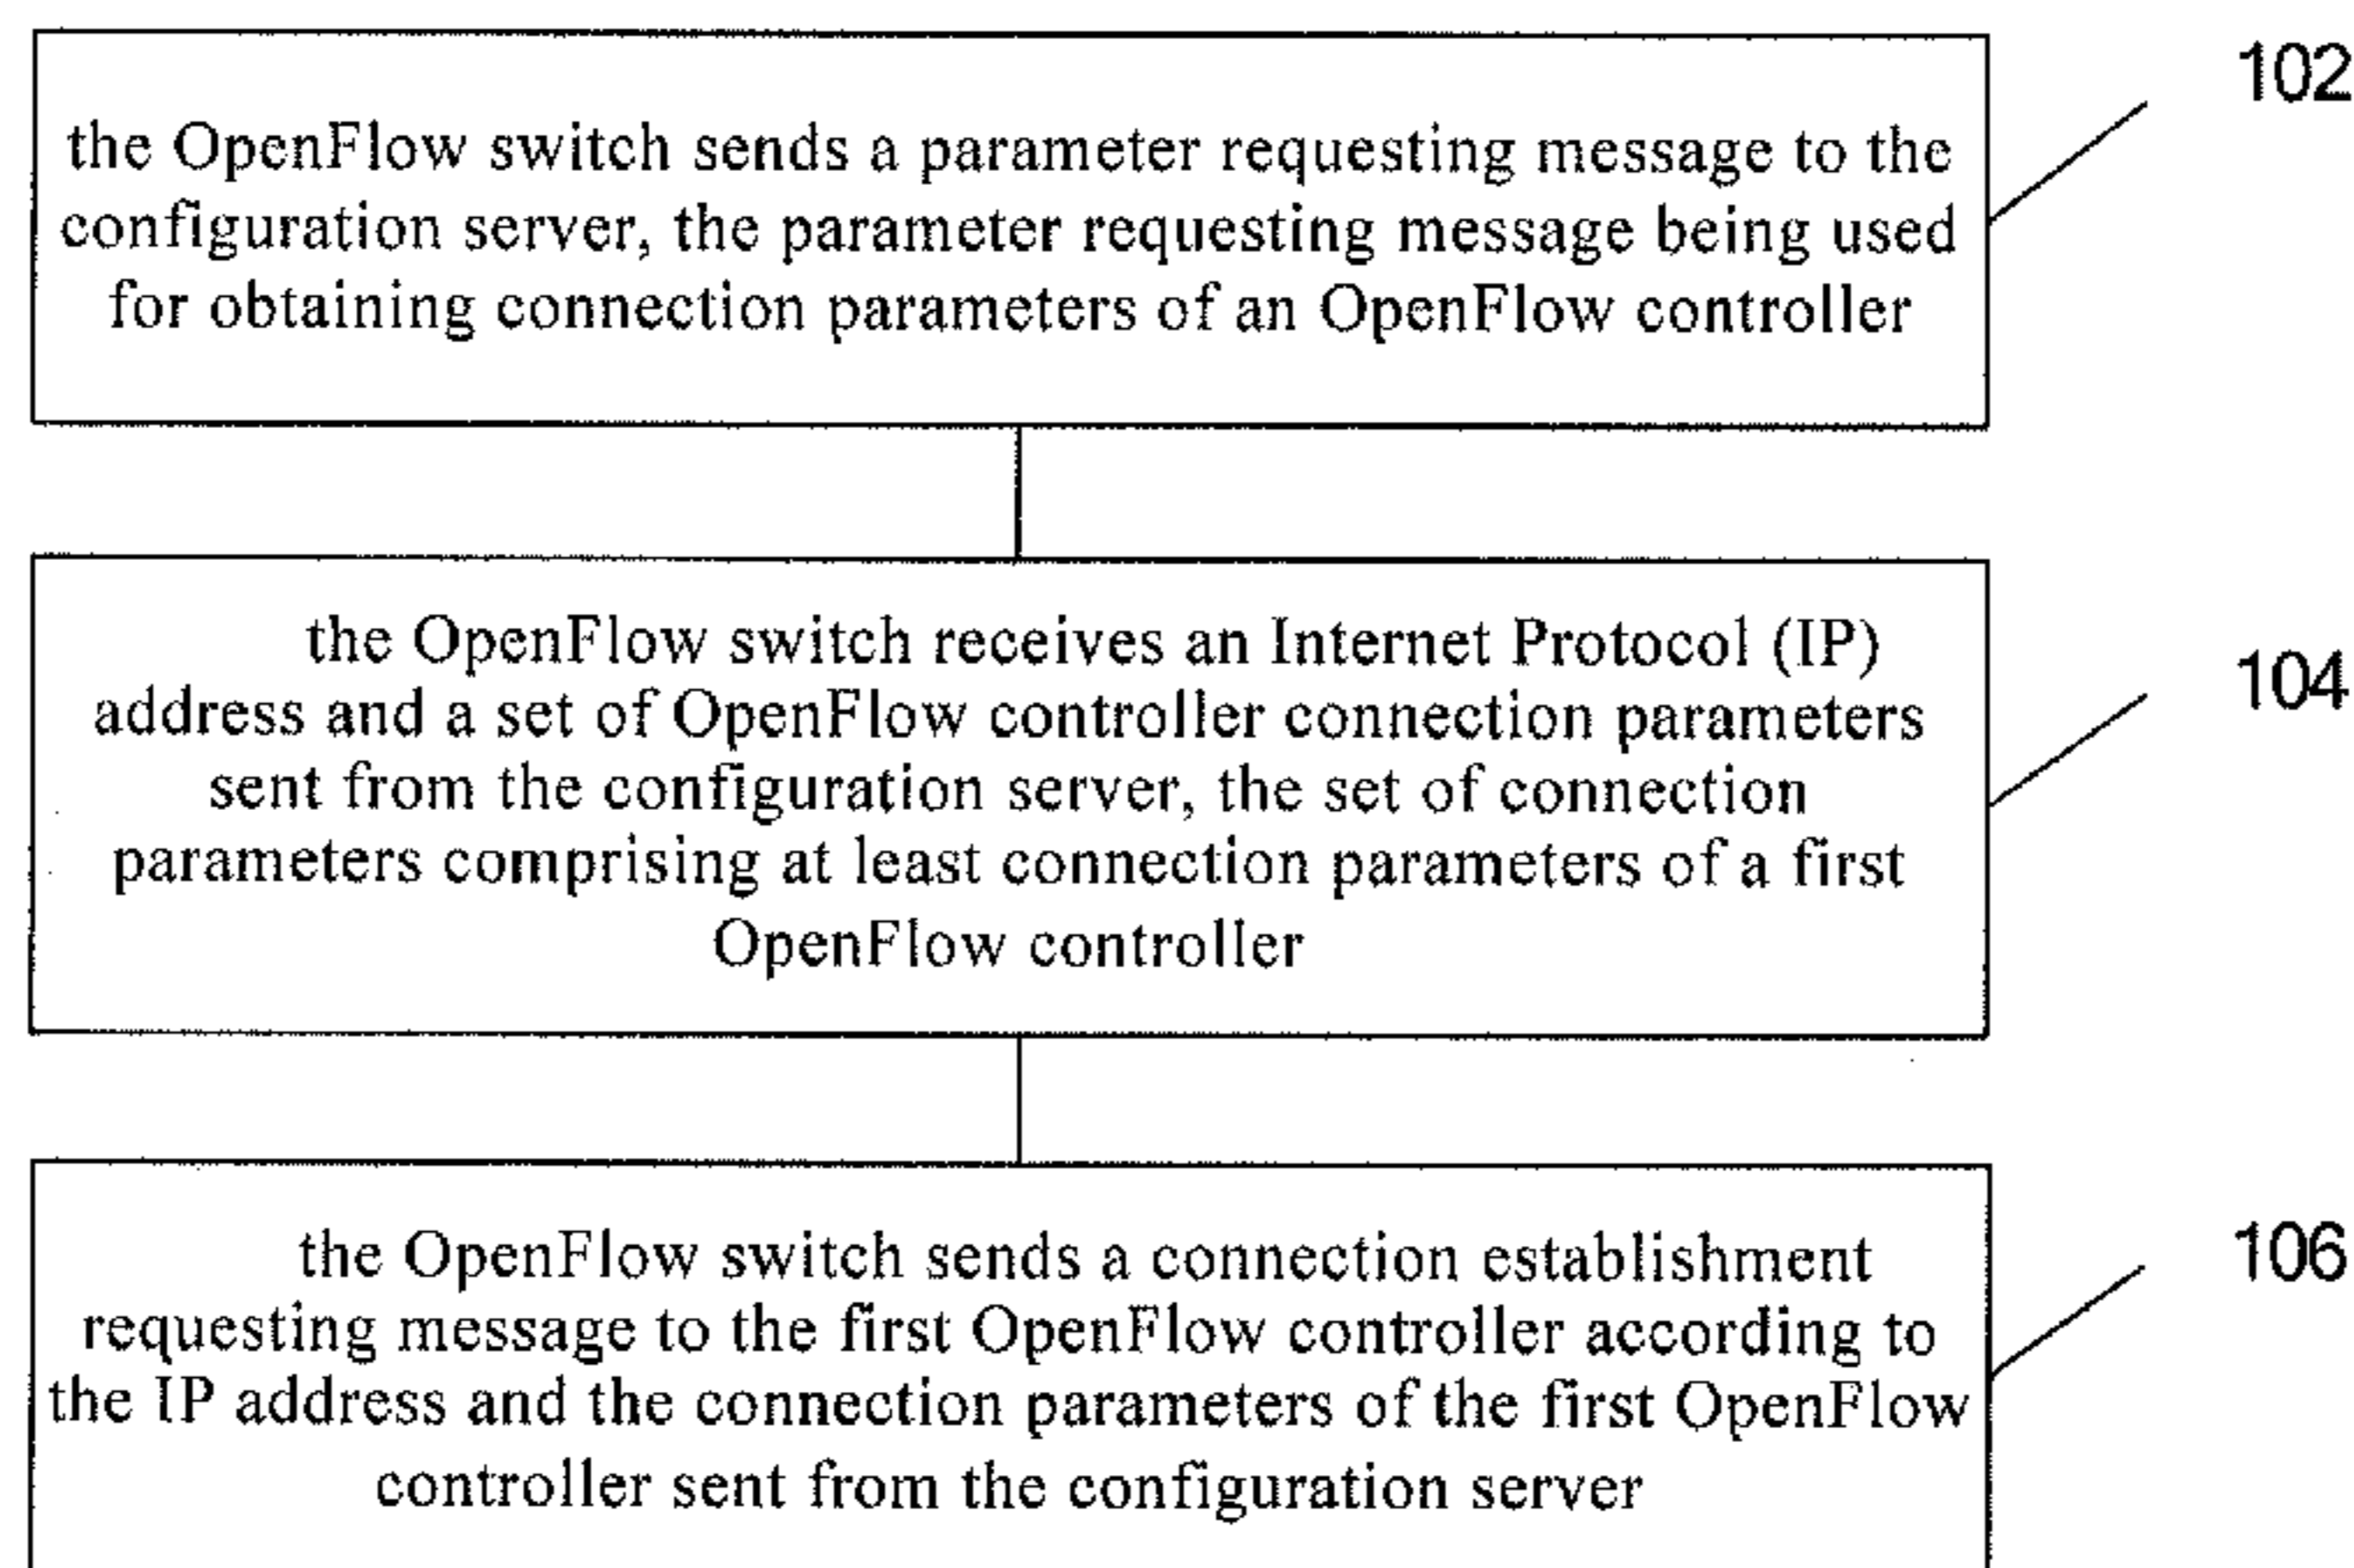 102
the OpenFlow switch sends a parameter requesting message to the
configuration server, the parameter requesting message being used
for obtaining connection parameters of an OpenFlow controller
104
the OpenFlow switch receives an Internet Protocol (IP)
address and a set of OpenFlow controller connection parameters
sent from the configuration server, the set of connection
parameters comprising at least connection parameters of a first
OpenFlow controller
106
the OpenFlow switch sends a connection establishment
requesting message to the first OpenFlow controller according to
the IP address and the connection parameters of the first OpenFlow
controller sent from the configuration server